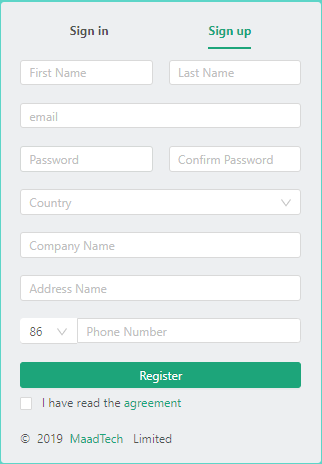 Sign in Sign up
First Name Last Name
email
Password Confirm Password
Country
Company Name
Address Name
86 Phone Number
Register
I have read the agreement
© 2019 MaadTech Limited